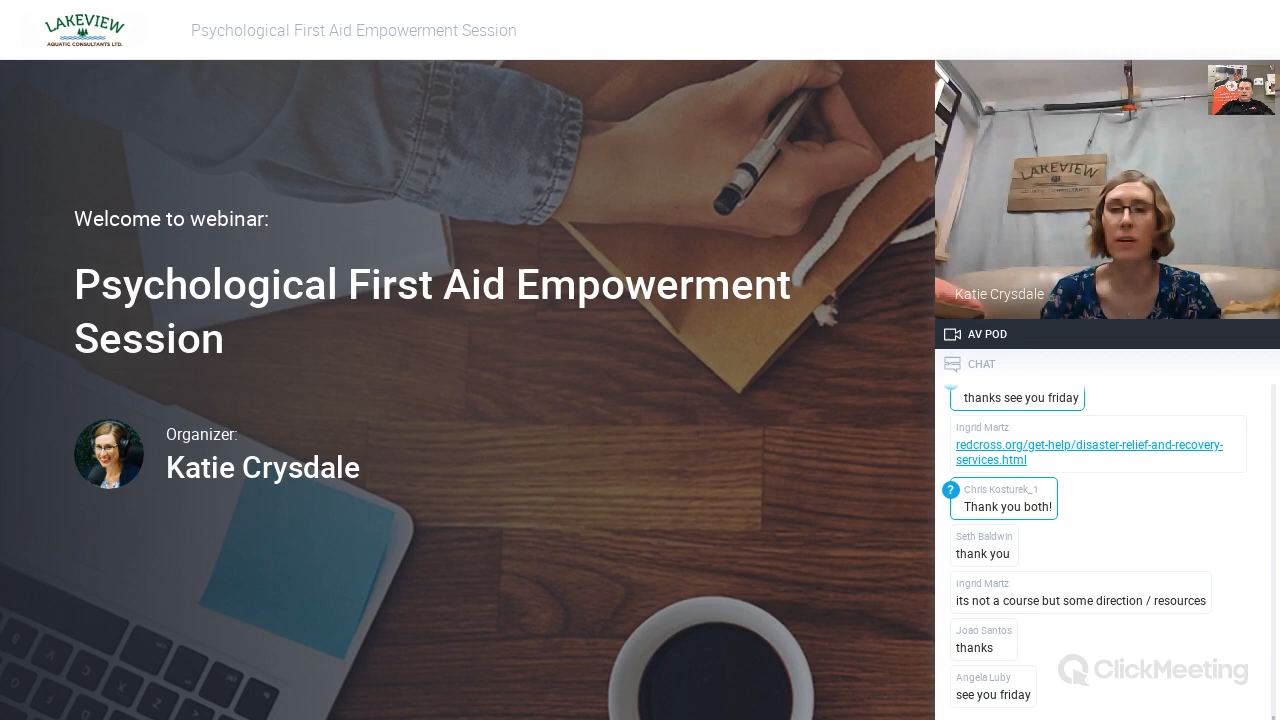 LAKEVIEW
AQUATIC CONSULTANTS LTD.
Psychological First Aid Empowerment Session
Welcome to webinar:
Psychological First Aid Empowerment
Session
Organizer:
Katie Crysdale
LAKEVIEW
CONSULTANTS
Katie Crysdale
AV POD
CHAT
thanks see you friday
Ingrid Martz
redcross.org/get-help/disaster-relief-and-recovery-
services.html
?
Chris Kosturek_1
Thank you both!
Seth Baldwin
thank you
Ingrid Martz
its not a course but some direction / resources
Joao Santos
thanks
Angela Luby
see you friday
ClickMeeting